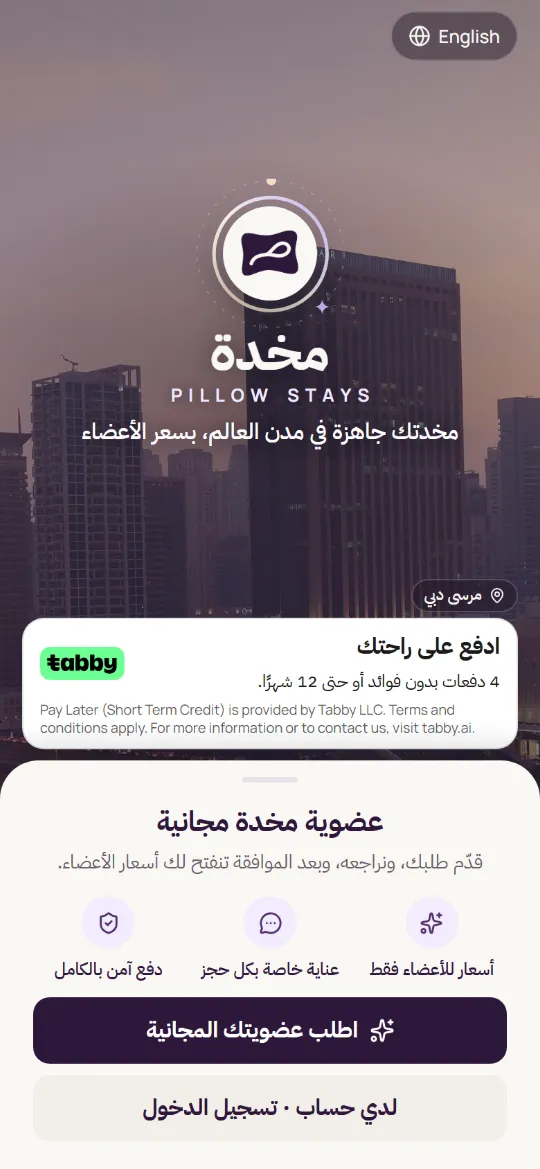 English
مخدة
PILLOW STAYS
مخدتك جاهزة في مدن العالم، بسعر الأعضاء
مرسى دبي
ادفع على راحتك
tabby
4 دفعات بدون فوائد أو حتى 12 شهرًا.
Pay Later (Short Term Credit) is provided by Tabby LLC. Terms and
conditions apply. For more information or to contact us, visit tabby.ai.
عضوية مخدة مجانية
قدّم طلبك، ونراجعه، وبعد الموافقة تنفتح لك أسعار الأعضاء.
أسعار للأعضاء فقط
عناية خاصة بكل حجز
دفع آمن بالكامل
اطلب عضويتك المجانية
لدي حساب · تسجيل الدخول